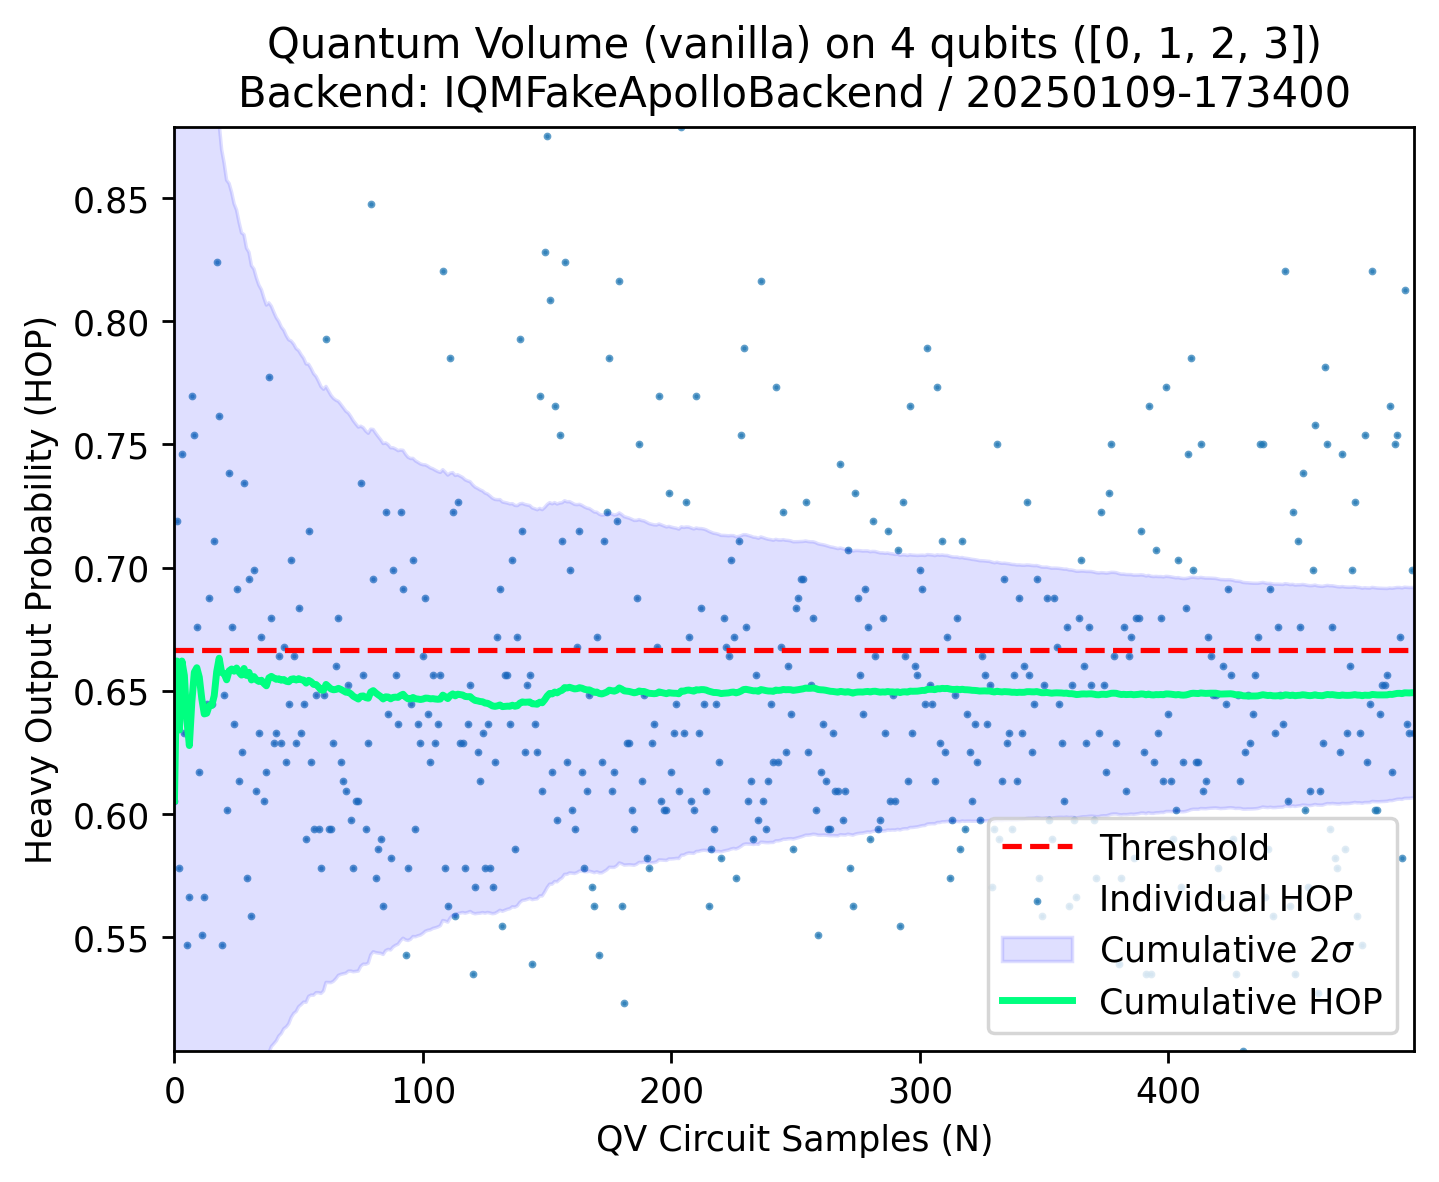 Quantum Volume (vanilla) on 4 qubits ([0, 1, 2, 3])
Backend: IQMFakeApolloBackend / 20250109-173400
Heavy Output Probability (HOP)
0.85
0.80
0.75
0.70
0.65
0.60
0.55
Threshold
Individual HOP
Cumulative 2σ
Cumulative HOP
0
100
200
300
400
QV Circuit Samples (N)